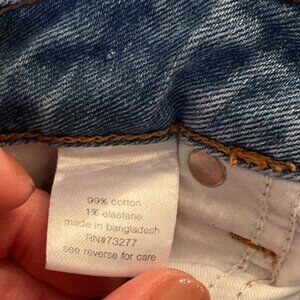 99% cotton
1% elastane
made in bangladesh
RN#73277
see reverse for care